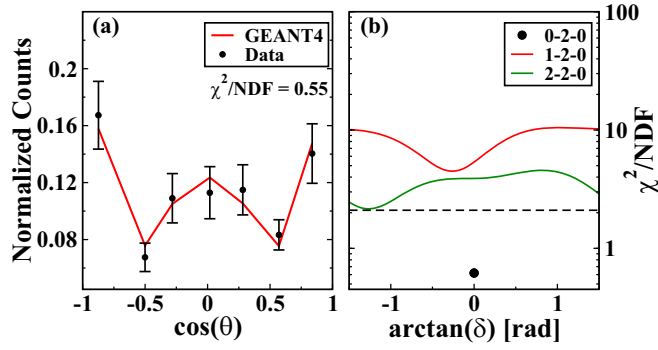 (a)
GEANT4
Data
χ²/NDF = 0.55
Normalized Counts
0.2
0.16
0.12
0.08
-1
-0.5
0
0.5
1
cos(θ)
(b)
0-2-0
1-2-0
2-2-0
100
10
1
χ²/NDF
-1
0
1
arctan(δ) [rad]